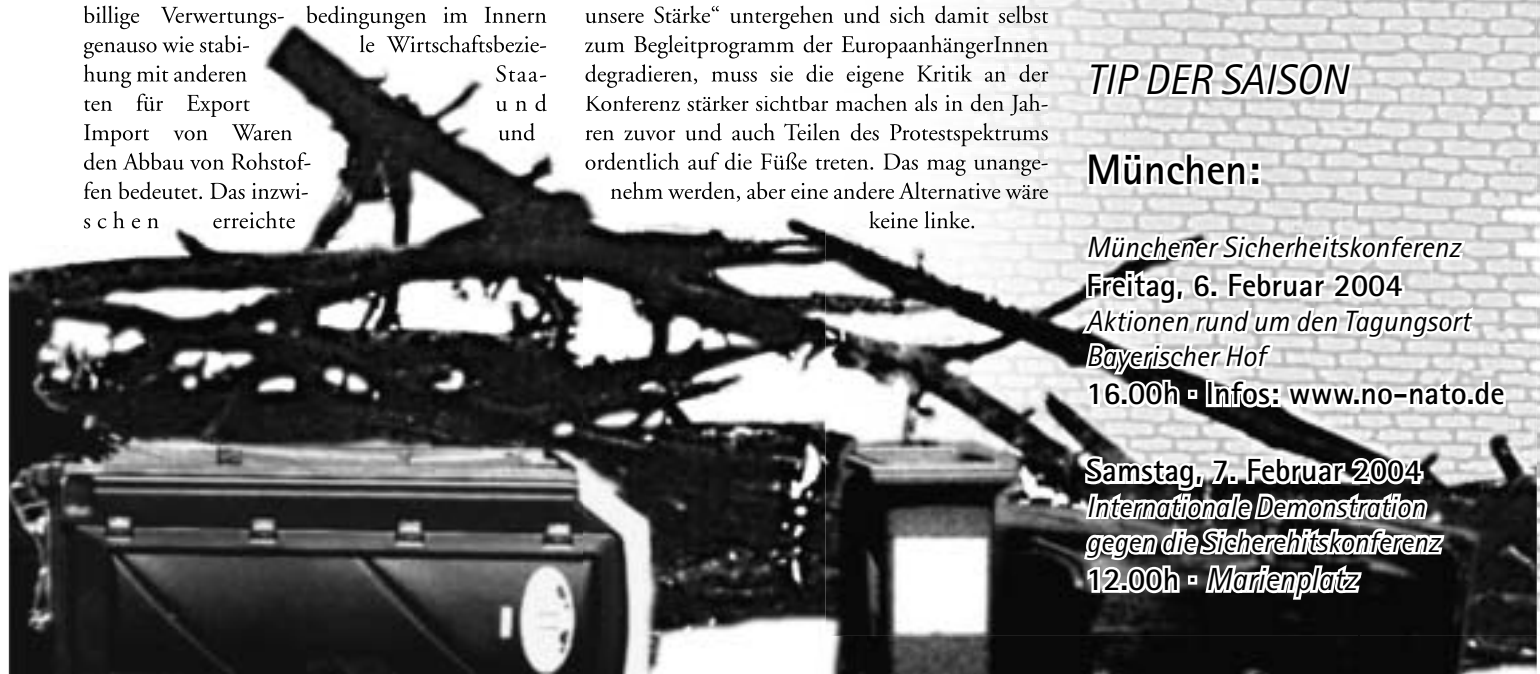 billige Verwertungs- bedingungen im Innern
genauso wie stabi- le Wirtschaftsbezie-
hung mit anderen Staa-
ten für Export und
Import von Waren und
den Abbau von Rohstof-
fen bedeutet. Das inzwi-
schen erreichte
unsere Stärke“ untergehen und sich damit selbst
zum Begleitprogramm der EuropaanhängerInnen
degradieren, muss sie die eigene Kritik an der
Konferenz stärker sichtbar machen als in den Jah-
ren zuvor und auch Teilen des Protestspektrums
ordentlich auf die Füße treten. Das mag unange-
nehm werden, aber eine andere Alternative wäre
keine linke.
TIP DER SAISON
München:
Münchener Sicherheitskonferenz
Freitag, 6. Februar 2004
Aktionen rund um den Tagungsort
Bayerischer Hof
16.00h ▪ Infos: www.no-nato.de
Samstag, 7. Februar 2004
Internationale Demonstration
gegen die Sicherehitskonferenz
12.00h ▪ Marienplatz